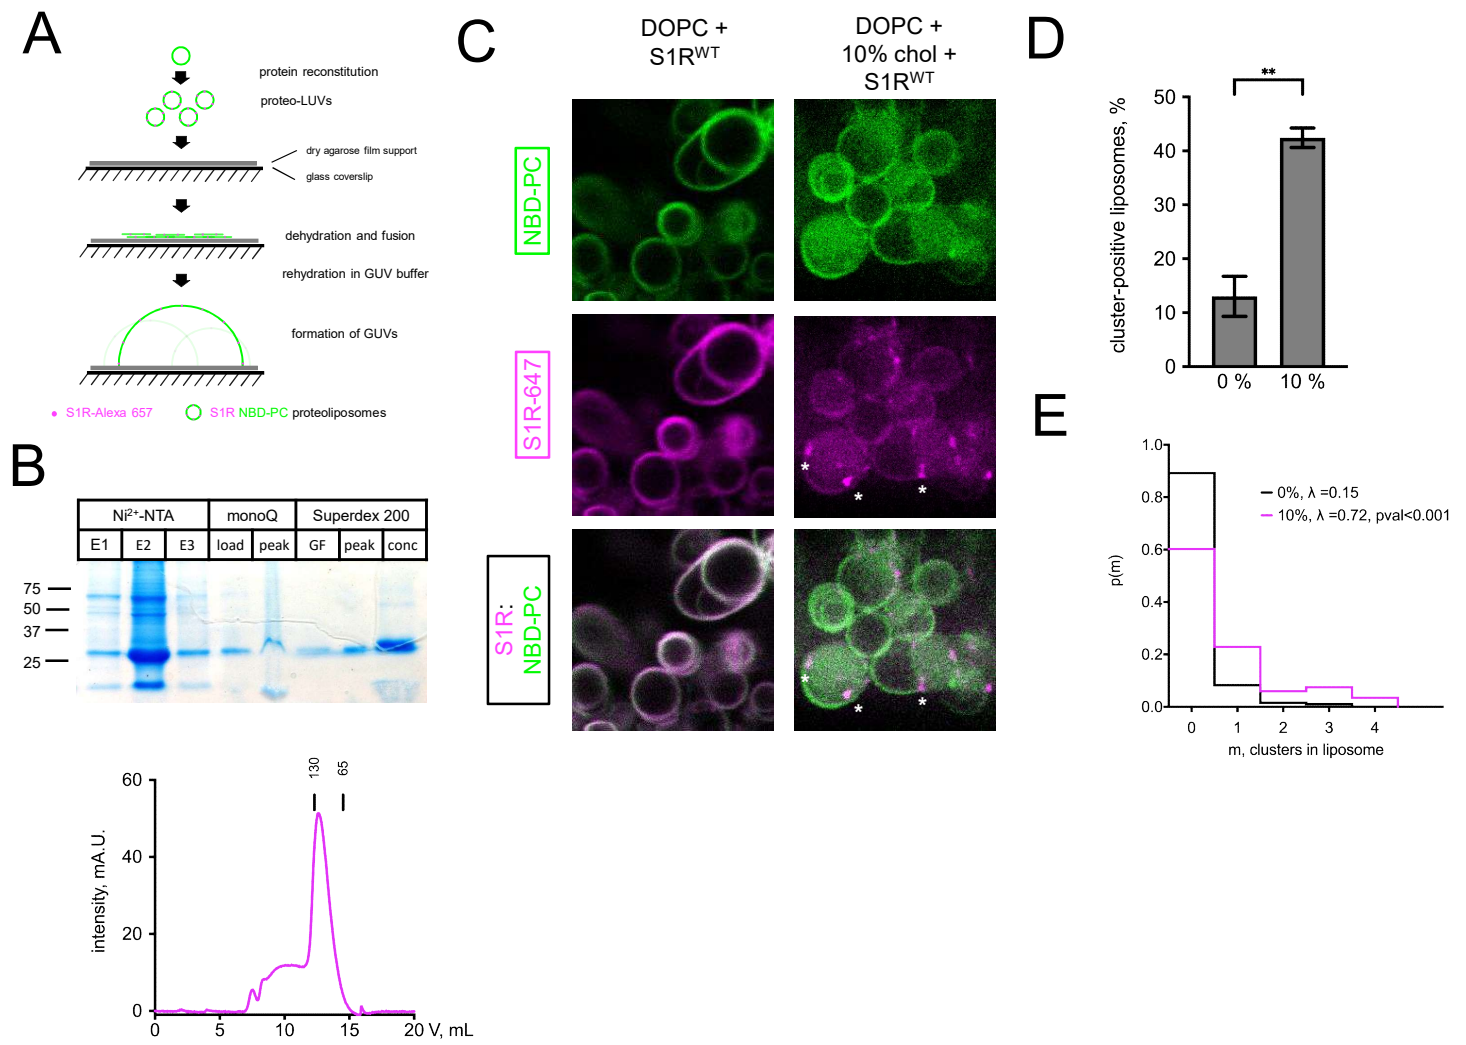 A
protein reconstitution
proteo-LUVs
dry agarose film support
glass coverslip
dehydration and fusion
rehydration in GUV buffer
formation of GUVs
S1R-Alexa 657 S1R NBD-PC proteoliposomes
B
Ni2+-NTA monoQ Superdex 200
E1 E2 E3 load peak GF peak conc
75
50
37
25
130 65
60
40
20
0
intensity, mA.U.
0 5 10 15 20 V, mL
C
DOPC +
S1RWT
DOPC +
10% chol +
S1RWT
NBD-PC
S1R-647
* * *
S1R:
NBD-PC
* * *
D
**
50
40
30
20
10
0
cluster-positive liposomes, %
0 % 10 %
E
1.0
0.8
0.6
0.4
0.2
0.0
p(m)
0%, λ =0.15
10%, λ =0.72, pval<0.001
0 1 2 3 4
m, clusters in liposome